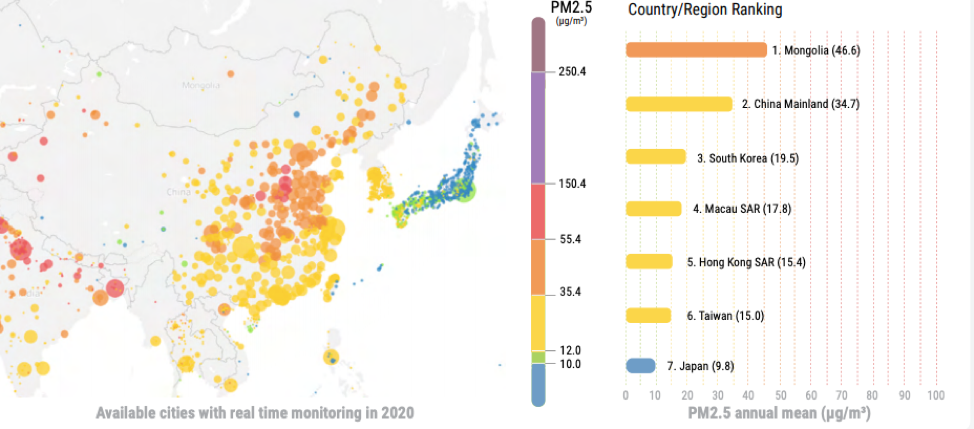 PM2.5
(µg/m³)
250.4
150.4
55.4
35.4
12.0
10.0
Mongolia
China
Available cities with real time monitoring in 2020
Country/Region Ranking
1. Mongolia (46.6)
2. China Mainland (34.7)
3. South Korea (19.5)
4. Macau SAR (17.8)
5. Hong Kong SAR (15.4)
6. Taiwan (15.0)
7. Japan (9.8)
0 10 20 30 40 50 60 70 80 90 100
PM2.5 annual mean (µg/m³)